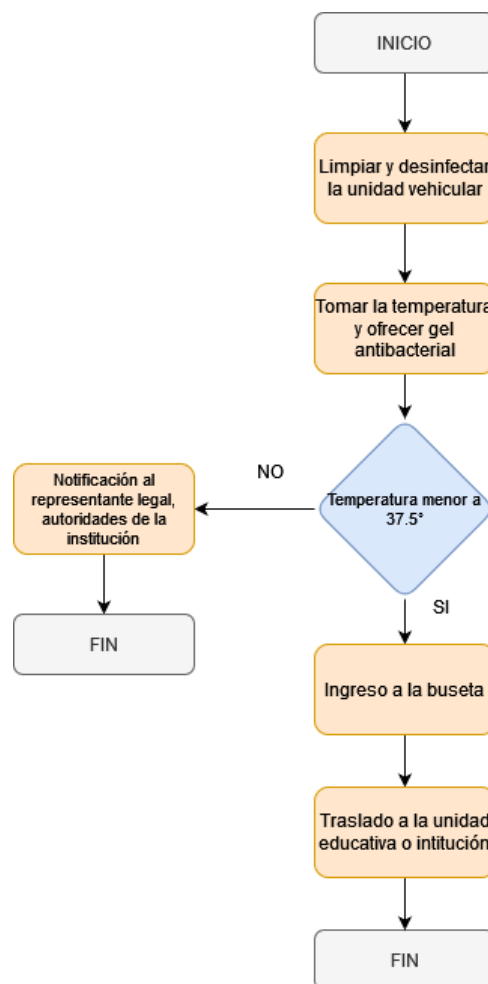 INICIO
Limpiar y desinfectar
la unidad vehicular
Tomar la temperatura
y ofrecer gel
antibacterial
Temperatura menor a
37.5°
NO
Notificación al
representante legal,
autoridades de la
institución
FIN
SI
Ingreso a la buseta
Traslado a la unidad
educativa o intitución
FIN